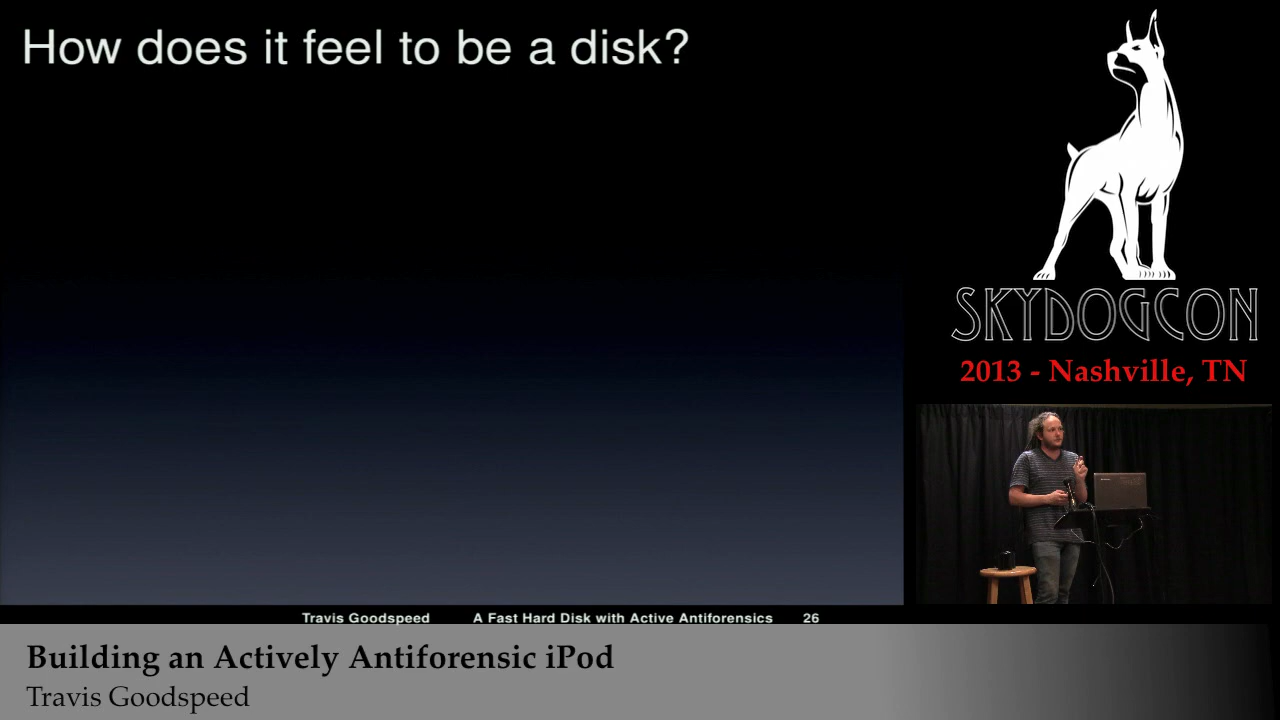 How does it feel to be a disk?
SKYDOGCON
2013 - Nashville, TN
Travis Goodspeed A Fast Hard Disk with Active Antiforensics 26
Building an Actively Antiforensic iPod
Travis Goodspeed